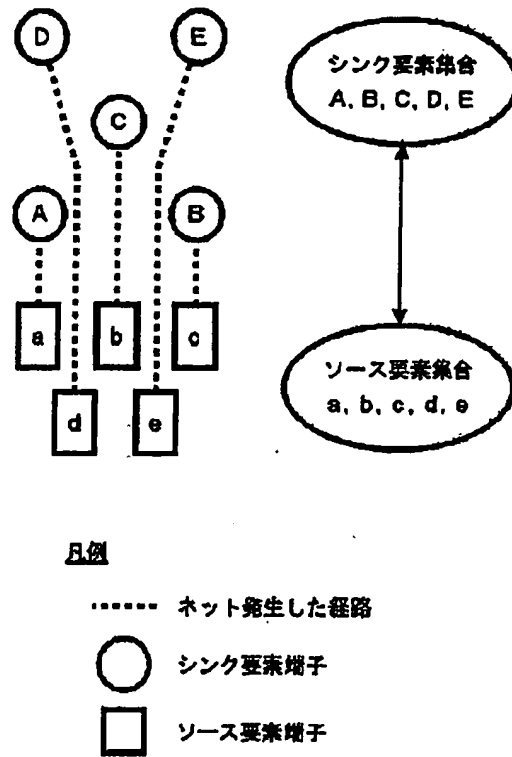 D
E
C
A
B
a
b
c
d
e
シンク要素集合
A, B, C, D, E
ソース要素集合
a, b, c, d, e
凡例
ネット発生した経路
シンク要素端子
ソース要素端子